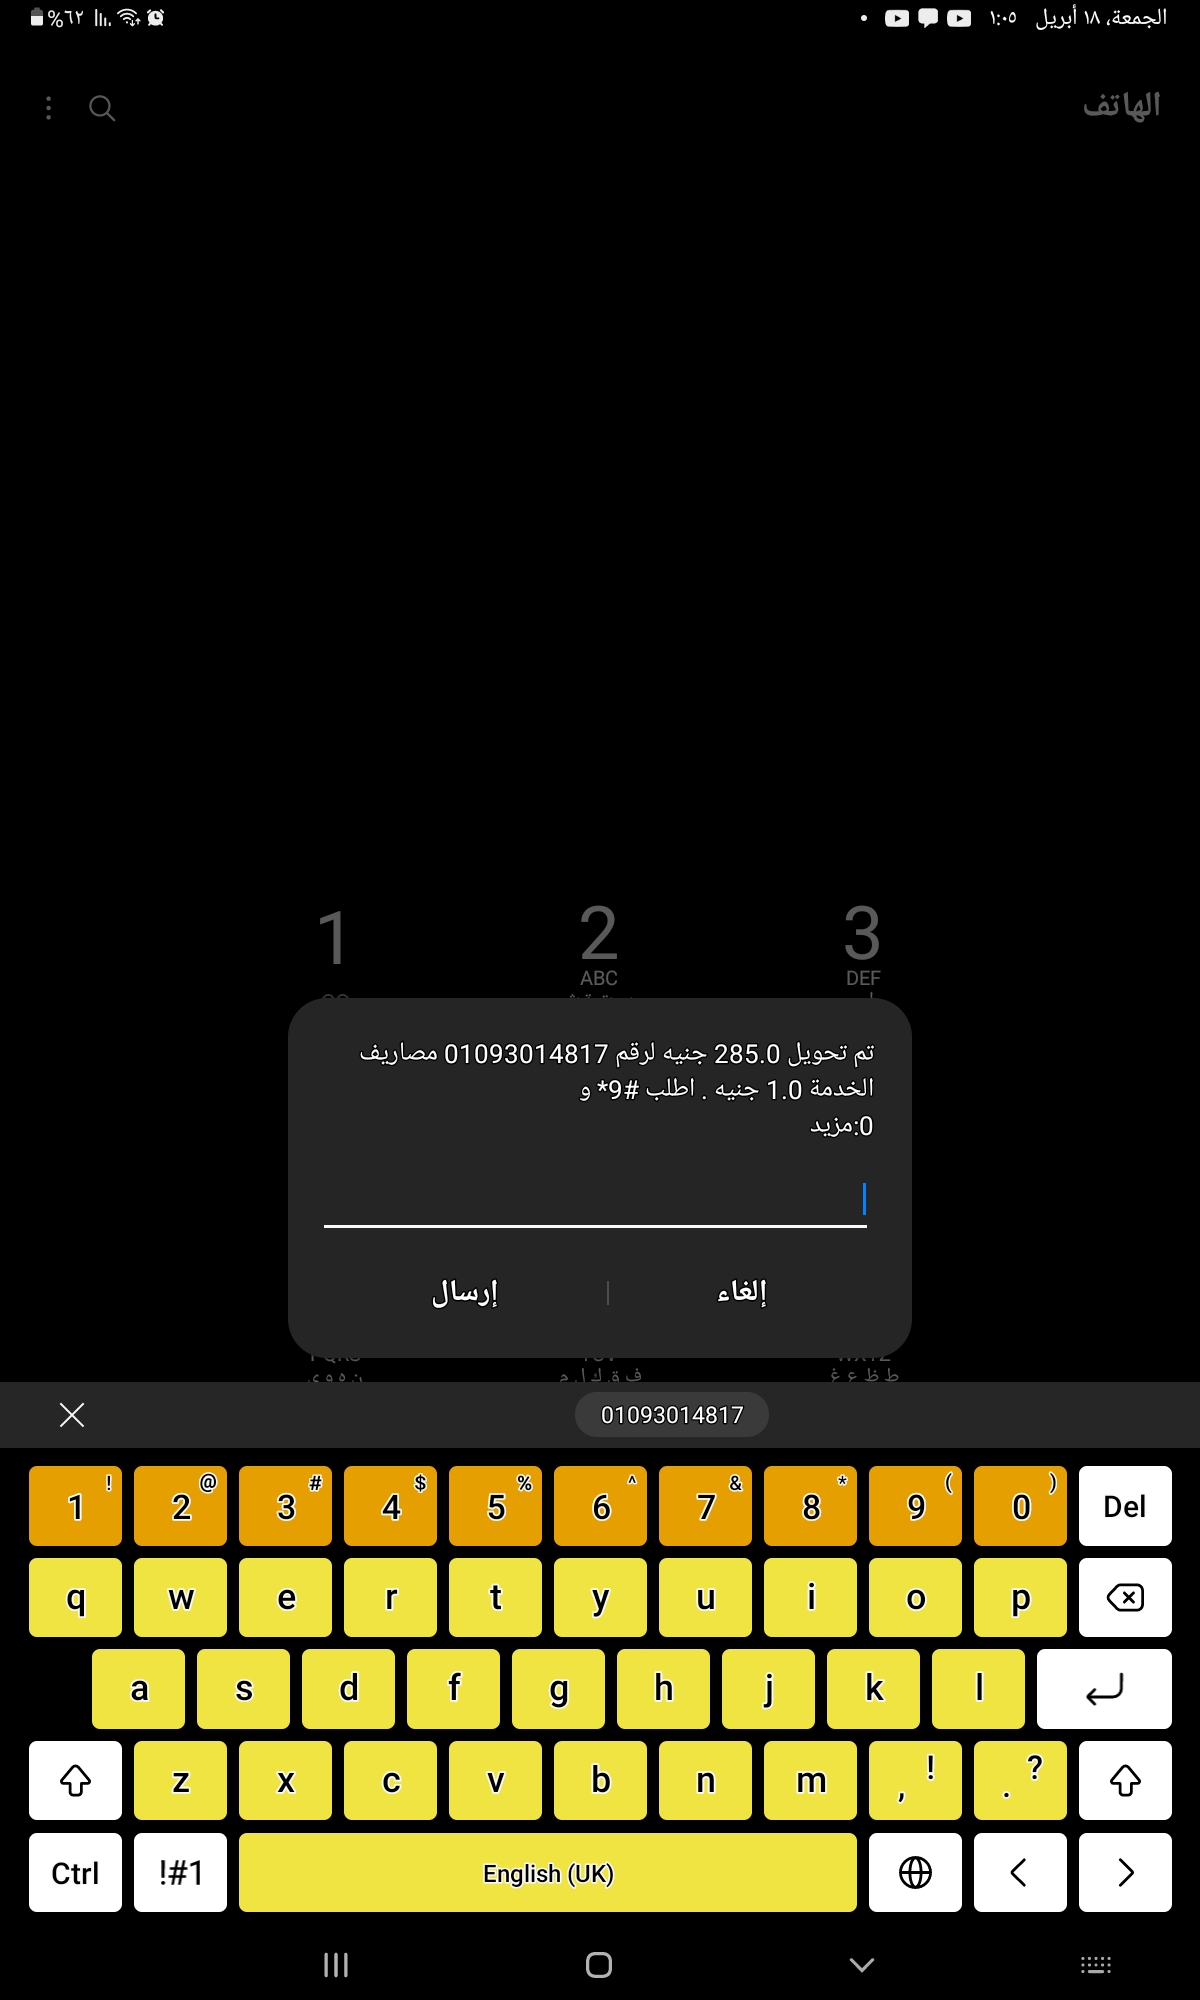 الجمعة، ١٨ أبريل ١:٠٥
%٦٢
الهاتف
1
2
ABC
3
DEF
تم تحويل 285.0 جنيه لرقم 01093014817 مصاريف
الخدمة 1.0 جنيه . اطلب #9* و
0:مزيد
إلغاء
إرسال
ن ه و ي
ف ق ك ل م
ط ظ ع غ
01093014817
1 ! 2 @ 3 # 4 $ 5 % 6 ^ 7 & 8 * 9 ( 0 ) Del
q w e r t y u i o p
a s d f g h j k l
z x c v b n m , ! . ?
Ctrl !#1 English (UK)